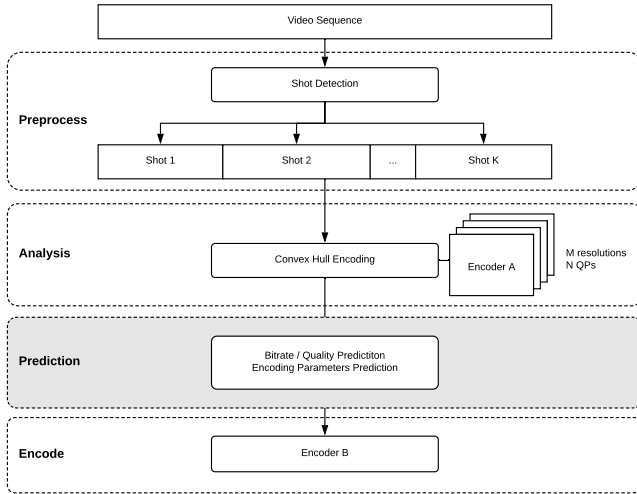 Video Sequence
Shot Detection
Preprocess
Shot 1
Shot 2
...
Shot K
Analysis
Convex Hull Encoding
Encoder A
M resolutions
N QPs
Prediction
Bitrate / Quality Predictiton
Encoding Parameters Prediction
Encode
Encoder B